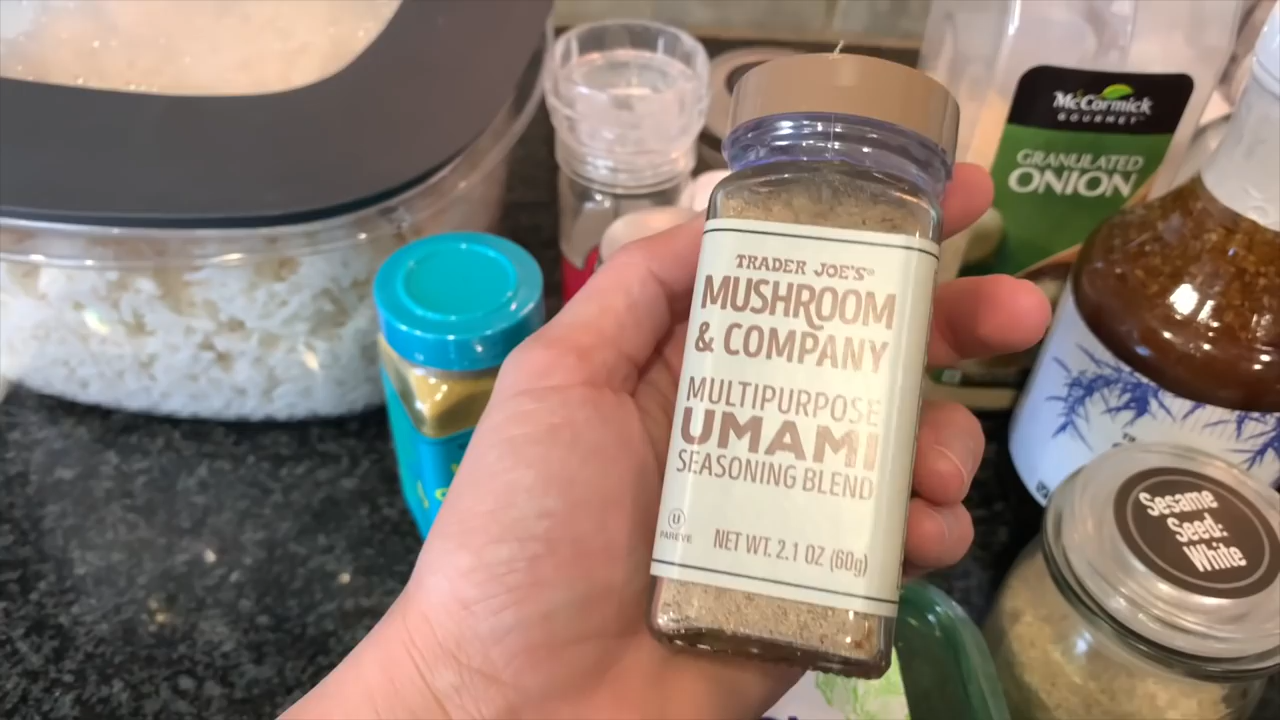 McCormick
GOURMET™
GRANULATED
ONION
TRADER JOE'S®
MUSHROOM
& COMPANY
MULTIPURPOSE
UMAMI
SEASONING BLEND
U
PAREVE
NET WT. 2.1 OZ (60g)
Sesame
Seed:
White